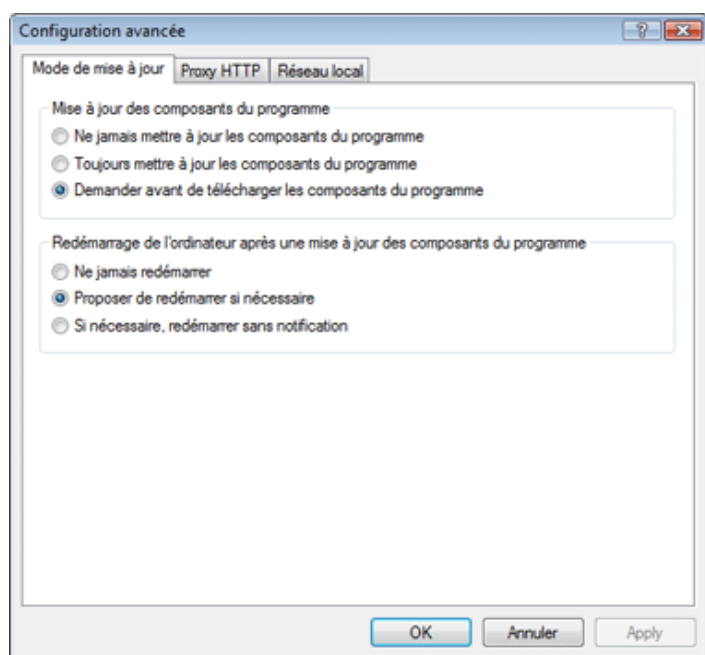 Configuration avancée
Mode de mise à jour
Proxy HTTP
Réseau local
Mise à jour des composants du programme
Ne jamais mettre à jour les composants du programme
Toujours mettre à jour les composants du programme
Demander avant de télécharger les composants du programme
Redémarrage de l'ordinateur après une mise à jour des composants du programme
Ne jamais redémarrer
Proposer de redémarrer si nécessaire
Si nécessaire, redémarrer sans notification
OK
Annuler
Apply